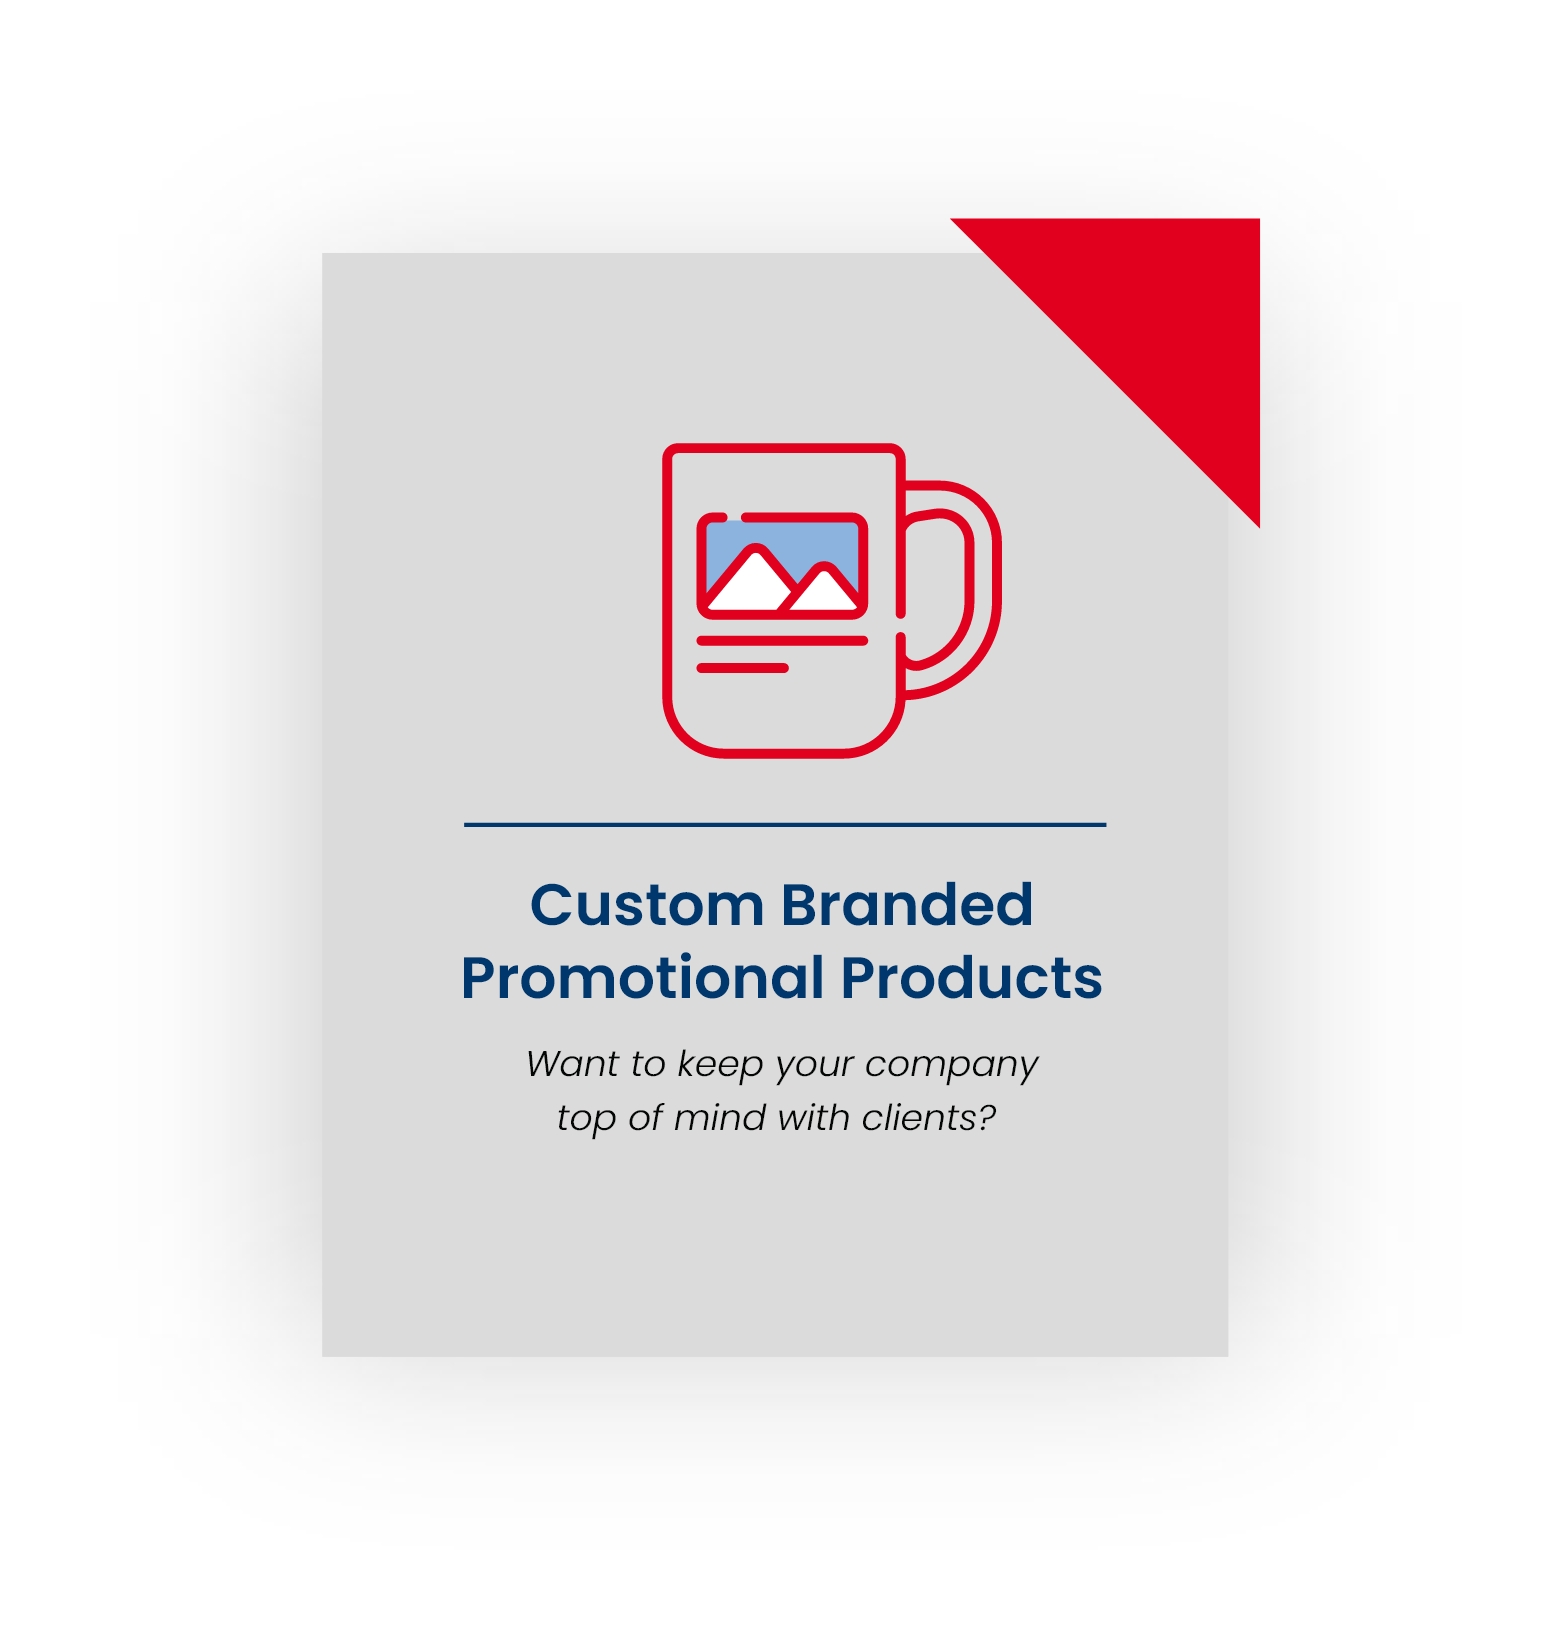 Custom Branded
Promotional Products
Want to keep your company
top of mind with clients?